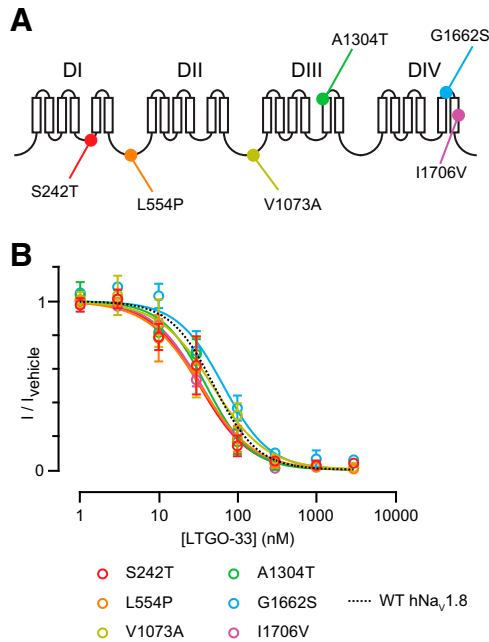 A
DI
DII
DIII
DIV
A1304T
G1662S
S242T
L554P
V1073A
I1706V
B
I / Ivehicle
1
0
1
10
100
1000
10000
[LTGO-33] (nM)
S242T
A1304T
L554P
G1662S
WT hNaV1.8
V1073A
I1706V